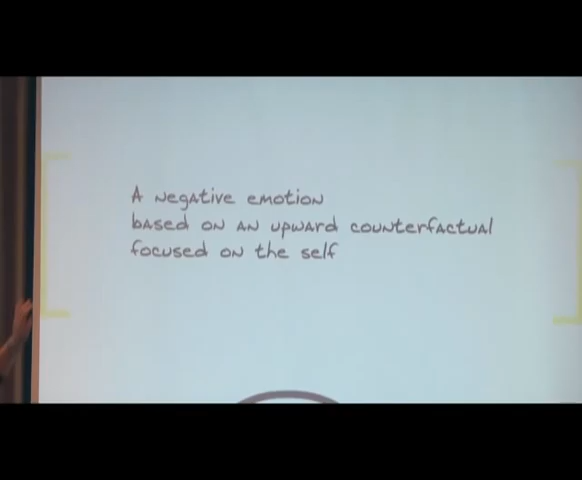 A negative emotion
based on an upward counterfactual
focused on the self